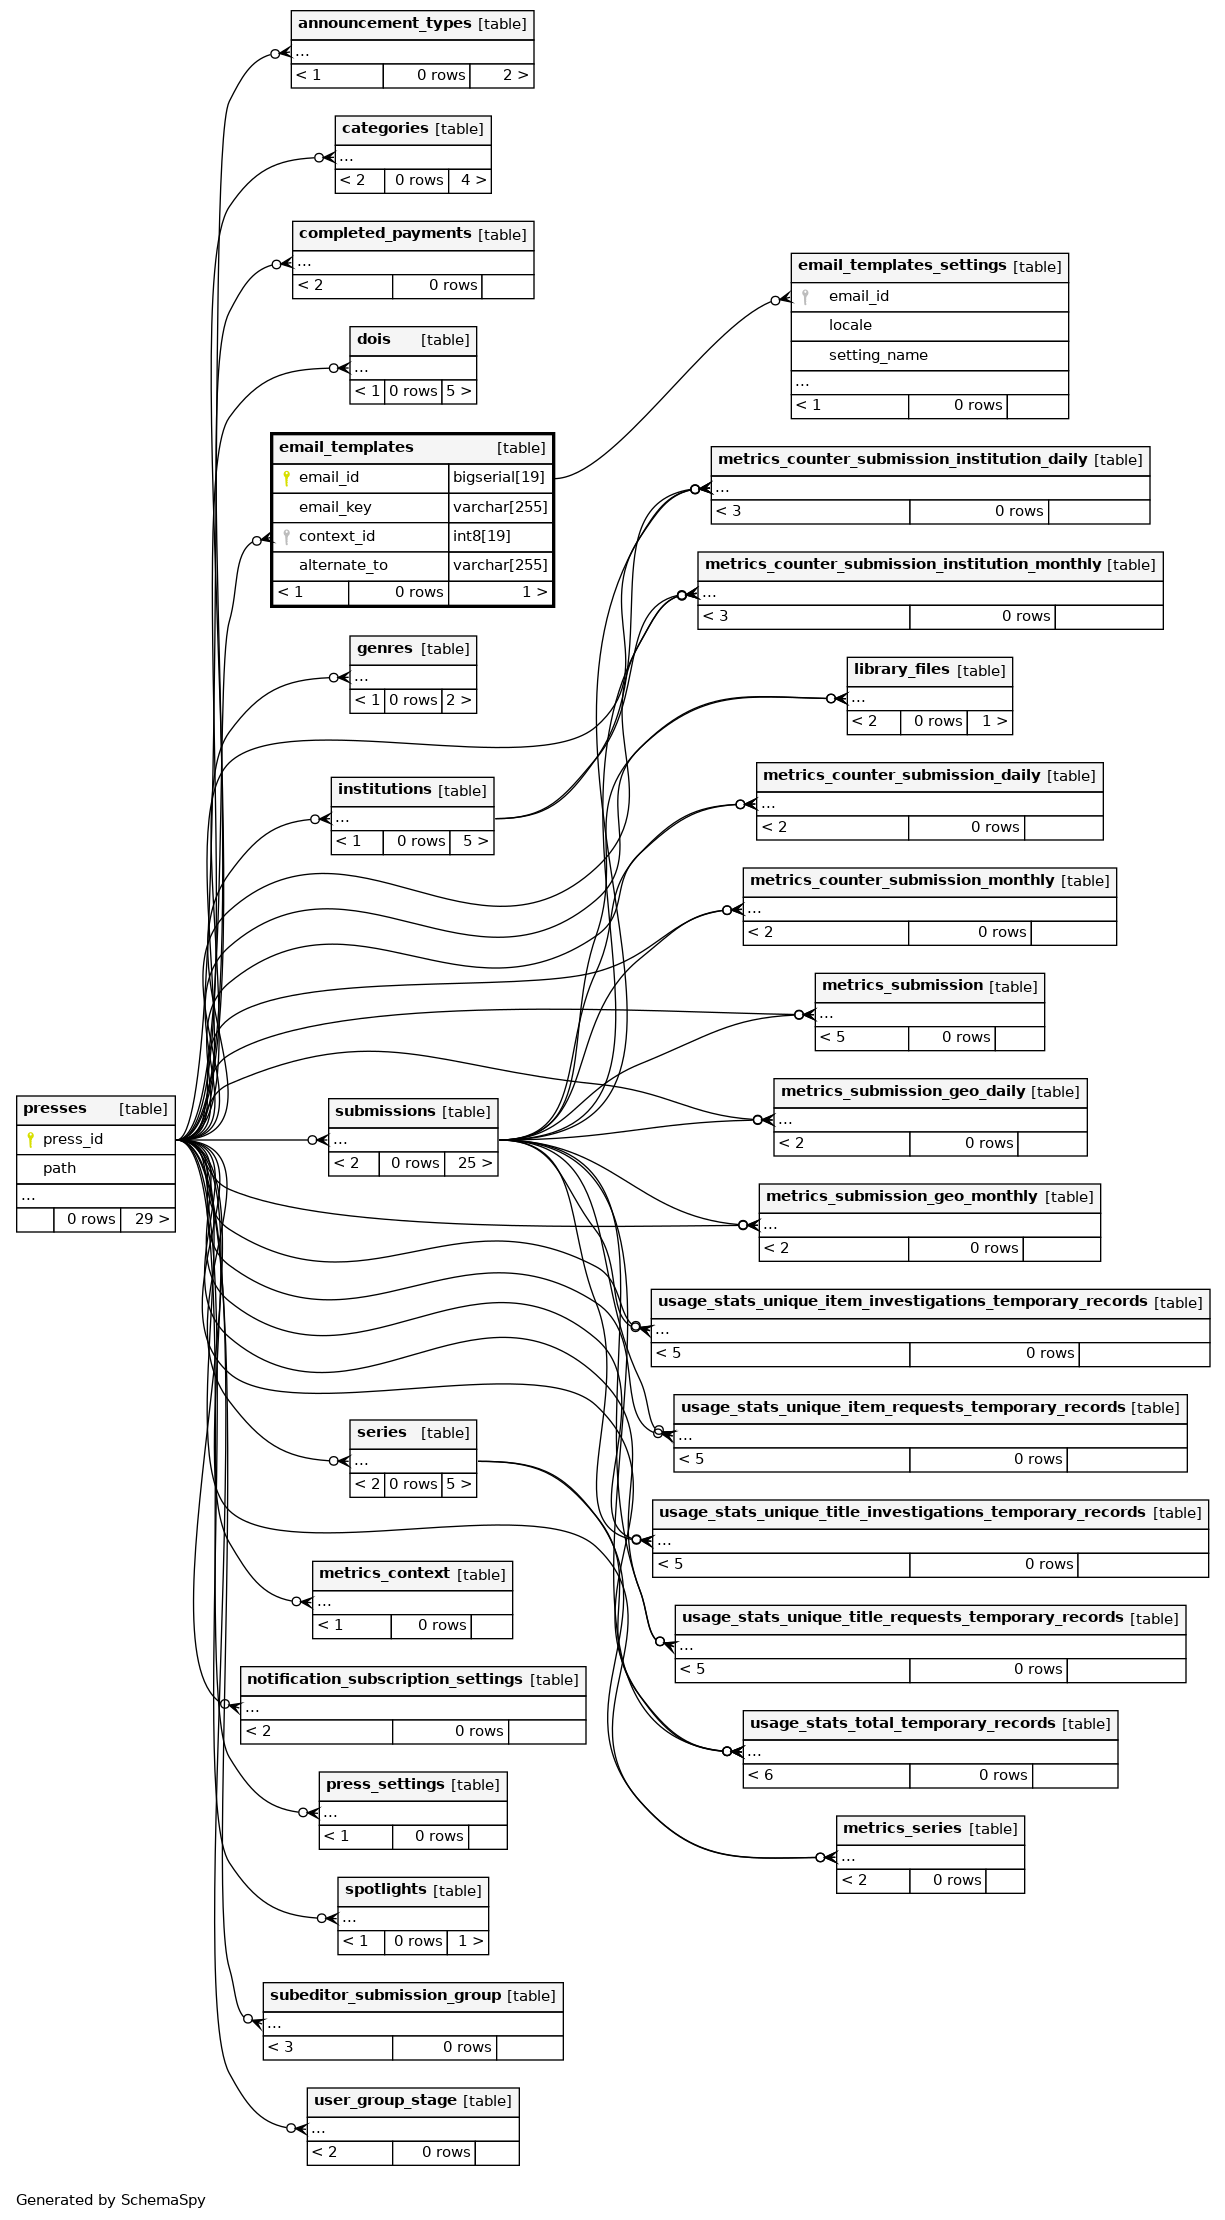 announcement_types [table]
...
< 1 0 rows 2 >
categories [table]
...
< 2 0 rows 4 >
completed_payments [table]
...
< 2 0 rows
dois [table]
...
< 1 0 rows 5 >
email_templates [table]
email_id bigserial[19]
email_key varchar[255]
context_id int8[19]
alternate_to varchar[255]
< 1 0 rows 1 >
genres [table]
...
< 1 0 rows 2 >
institutions [table]
...
< 1 0 rows 5 >
presses [table]
press_id
path
...
0 rows 29 >
submissions [table]
...
< 2 0 rows 25 >
series [table]
...
< 2 0 rows 5 >
metrics_context [table]
...
< 1 0 rows
notification_subscription_settings [table]
...
< 2 0 rows
press_settings [table]
...
< 1 0 rows
spotlights [table]
...
< 1 0 rows 1 >
subeditor_submission_group [table]
...
< 3 0 rows
user_group_stage [table]
...
< 2 0 rows
email_templates_settings [table]
email_id
locale
setting_name
...
< 1 0 rows
metrics_counter_submission_institution_daily [table]
...
< 3 0 rows
metrics_counter_submission_institution_monthly [table]
...
< 3 0 rows
library_files [table]
...
< 2 0 rows 1 >
metrics_counter_submission_daily [table]
...
< 2 0 rows
metrics_counter_submission_monthly [table]
...
< 2 0 rows
metrics_submission [table]
...
< 5 0 rows
metrics_submission_geo_daily [table]
...
< 2 0 rows
metrics_submission_geo_monthly [table]
...
< 2 0 rows
usage_stats_unique_item_investigations_temporary_records [table]
...
< 5 0 rows
usage_stats_unique_item_requests_temporary_records [table]
...
< 5 0 rows
usage_stats_unique_title_investigations_temporary_records [table]
...
< 5 0 rows
usage_stats_unique_title_requests_temporary_records [table]
...
< 5 0 rows
usage_stats_total_temporary_records [table]
...
< 6 0 rows
metrics_series [table]
...
< 2 0 rows
Generated by SchemaSpy